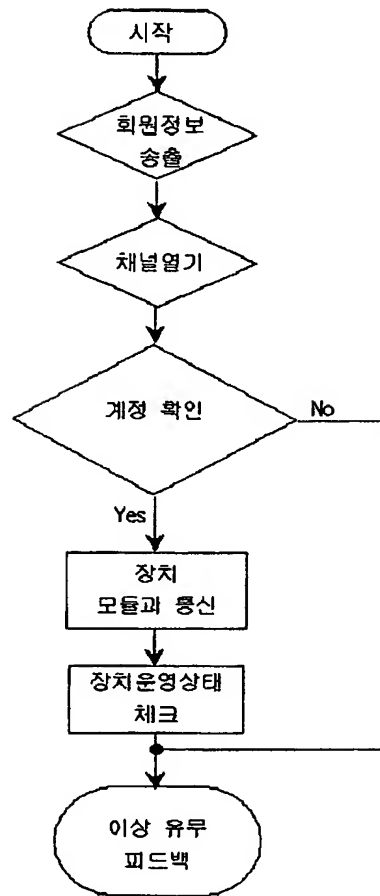 시작
회원정보
송출
채널열기
계정 확인
No
Yes
장치
모듈과 통신
장치운영상태
체크
이상 유무
피드백